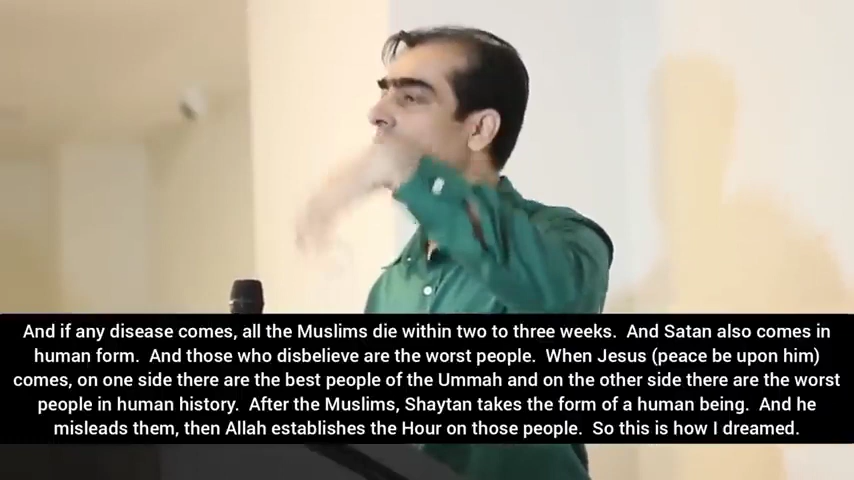 And if any disease comes, all the Muslims die within two to three weeks.  And Satan also comes in
human form.  And those who disbelieve are the worst people.  When Jesus (peace be upon him)
comes, on one side there are the best people of the Ummah and on the other side there are the worst
people in human history.  After the Muslims, Shaytan takes the form of a human being.  And he
misleads them, then Allah establishes the Hour on those people.  So this is how I dreamed.